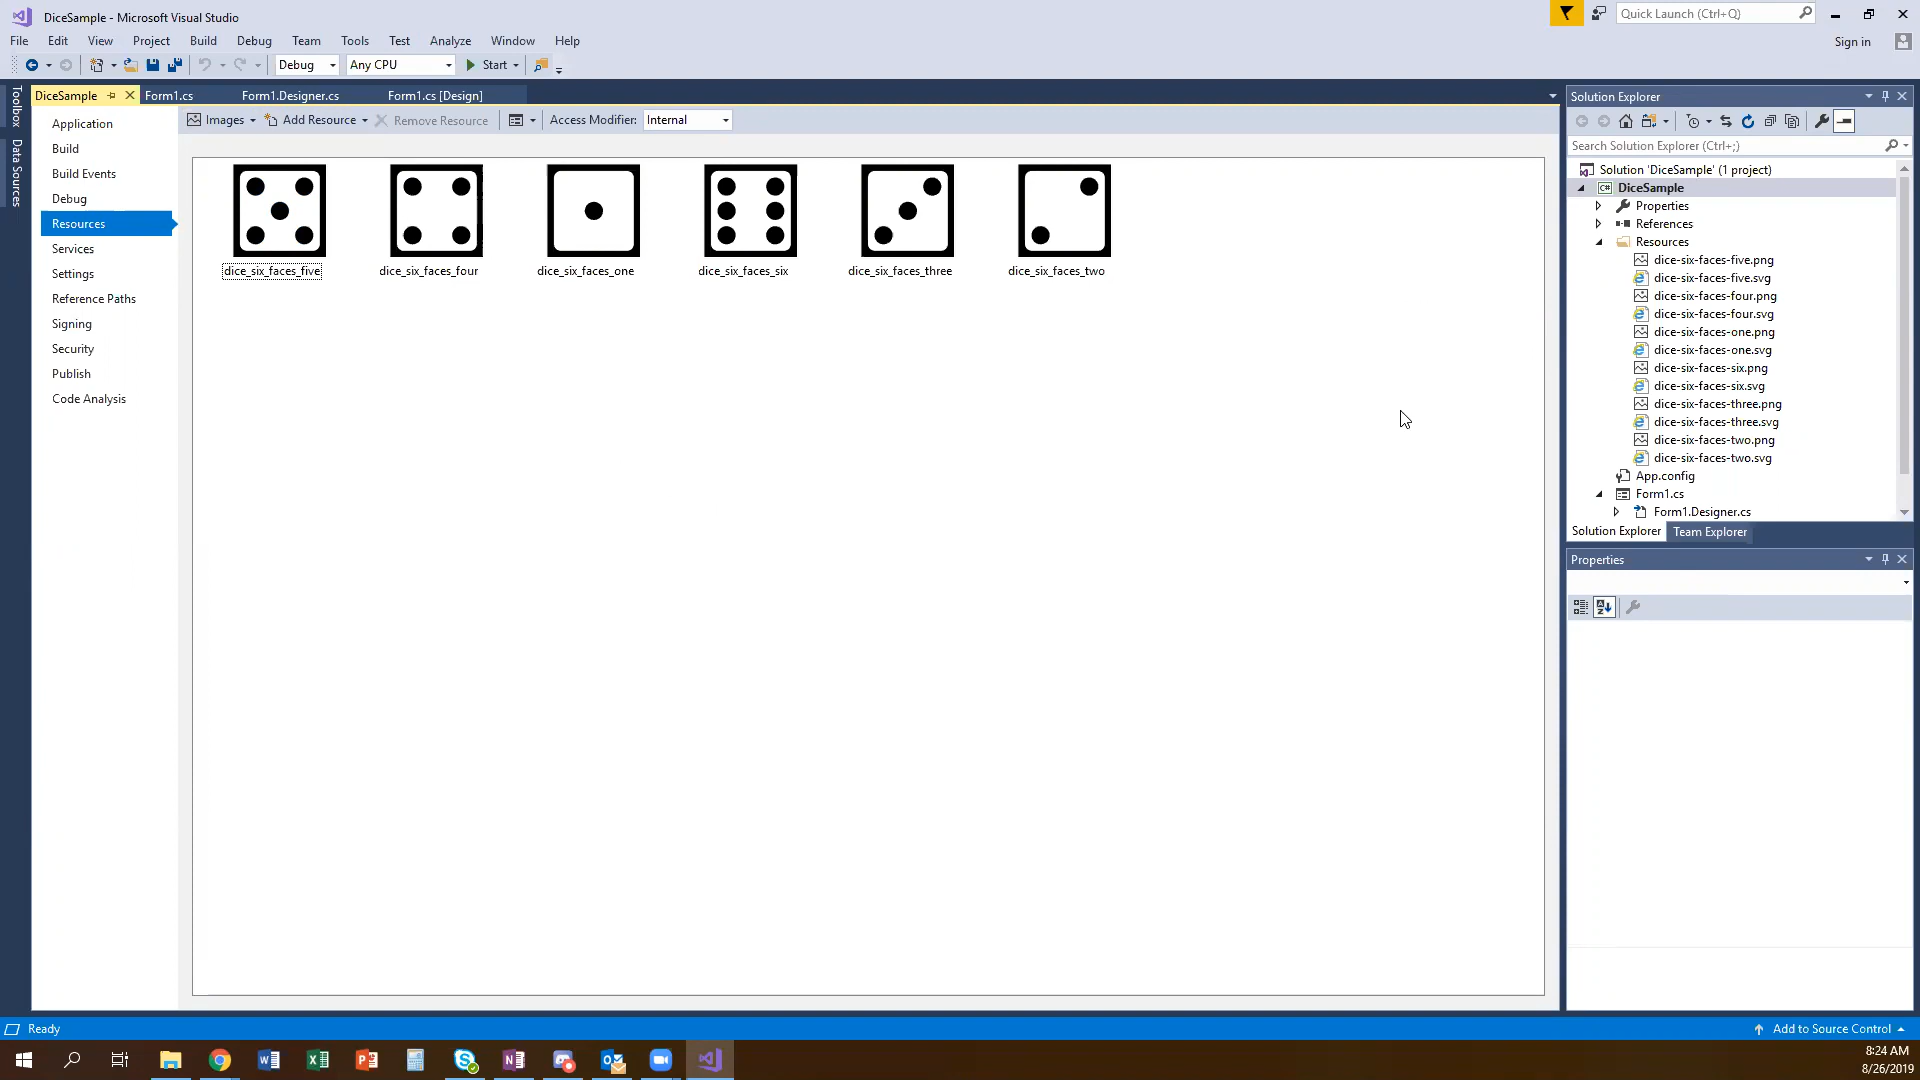 DiceSample - Microsoft Visual Studio
Quick Launch (Ctrl+Q)
File Edit View Project Build Debug Team Tools Test Analyze Window Help
Sign in
Debug Any CPU Start
Toolbox
Data Sources
DiceSample Form1.cs Form1.Designer.cs Form1.cs [Design]
Application
Build
Build Events
Debug
Resources
Services
Settings
Reference Paths
Signing
Security
Publish
Code Analysis
Images Add Resource Remove Resource Access Modifier: Internal
dice_six_faces_five dice_six_faces_four dice_six_faces_one dice_six_faces_six dice_six_faces_three dice_six_faces_two
Solution Explorer
Search Solution Explorer (Ctrl+;)
Solution 'DiceSample' (1 project)
C# DiceSample
Properties
References
Resources
dice-six-faces-five.png
dice-six-faces-five.svg
dice-six-faces-four.png
dice-six-faces-four.svg
dice-six-faces-one.png
dice-six-faces-one.svg
dice-six-faces-six.png
dice-six-faces-six.svg
dice-six-faces-three.png
dice-six-faces-three.svg
dice-six-faces-two.png
dice-six-faces-two.svg
App.config
Form1.cs
Form1.Designer.cs
Solution Explorer Team Explorer
Properties
Ready
Add to Source Control
8:24 AM
8/26/2019